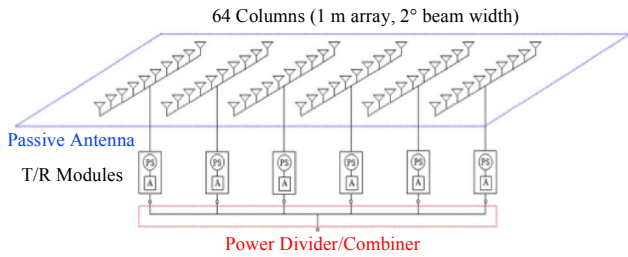 64 Columns (1 m array, 2° beam width)
Passive Antenna
T/R Modules
PS PS PS PS PS PS
A A A A A A
Power Divider/Combiner